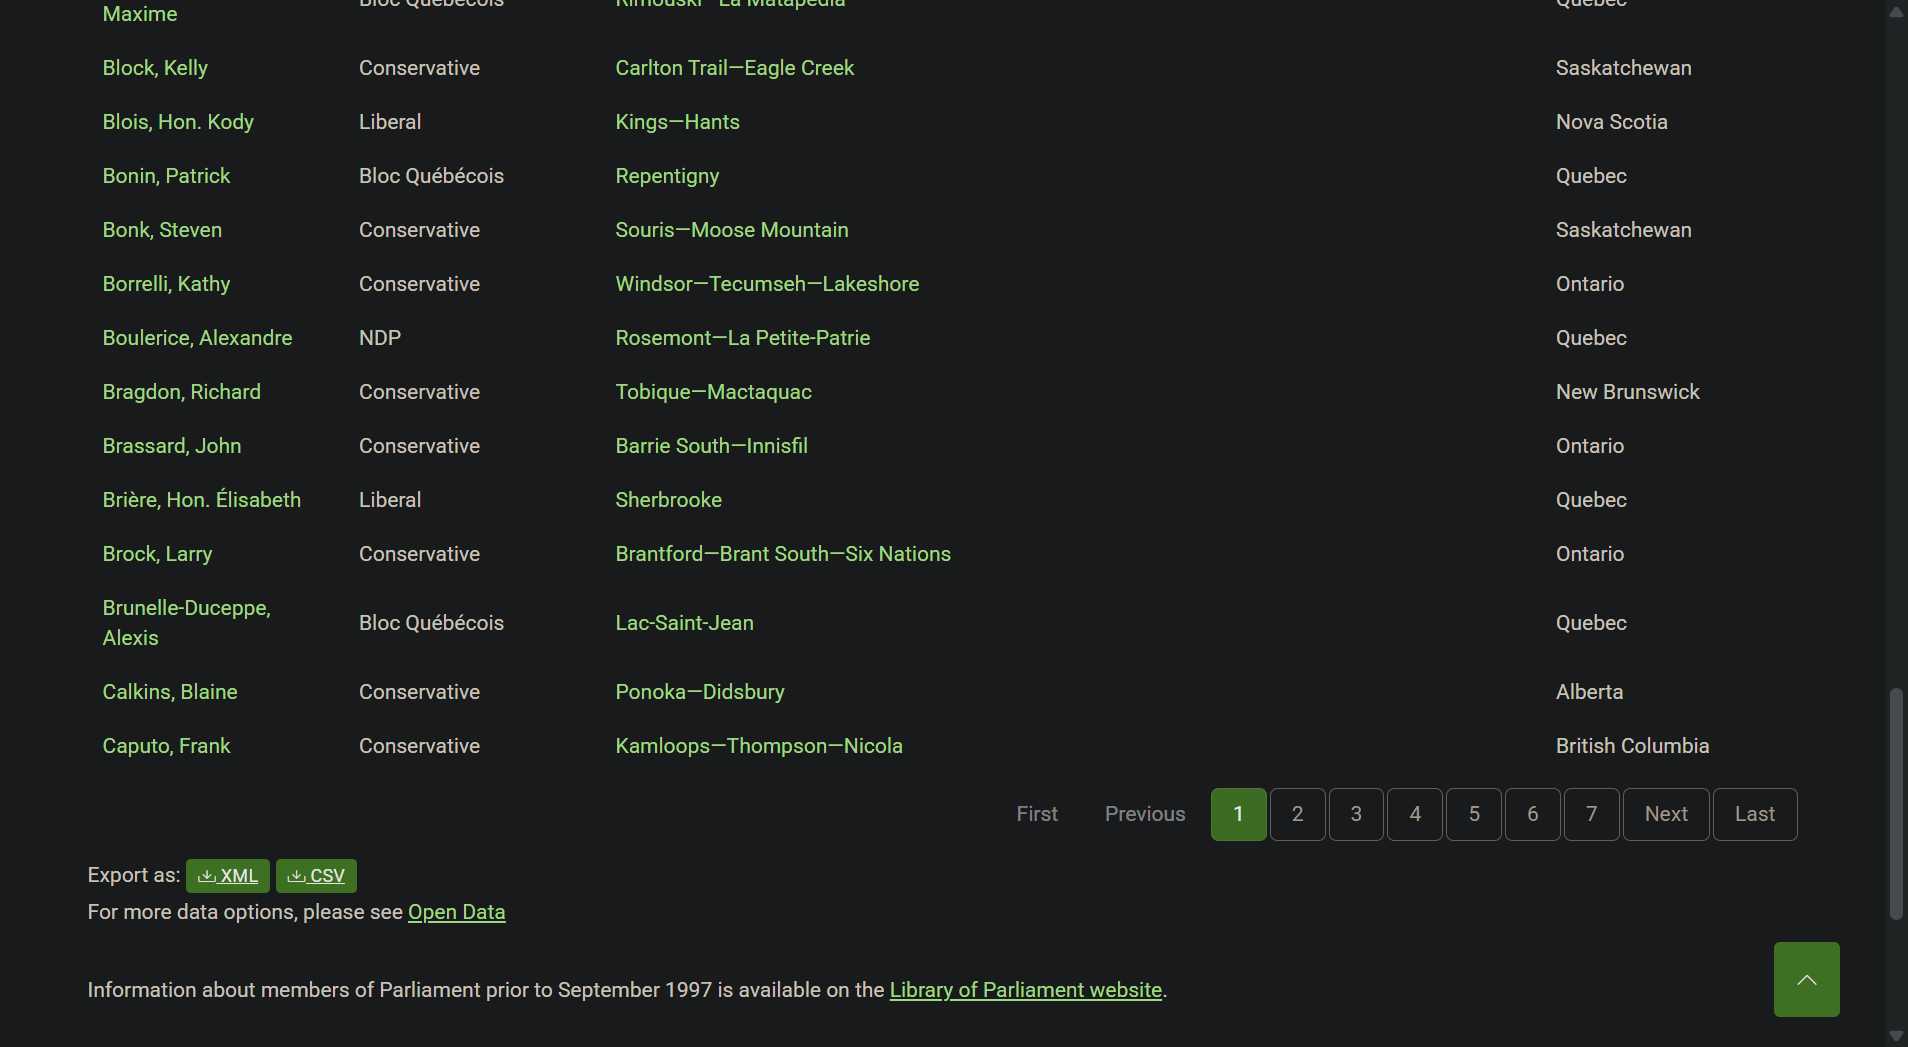 Bloc Québécois Rimouski—La Matapédia Quebec
Maxime
Block, Kelly Conservative Carlton Trail—Eagle Creek Saskatchewan
Blois, Hon. Kody Liberal Kings—Hants Nova Scotia
Bonin, Patrick Bloc Québécois Repentigny Quebec
Bonk, Steven Conservative Souris—Moose Mountain Saskatchewan
Borrelli, Kathy Conservative Windsor—Tecumseh—Lakeshore Ontario
Boulerice, Alexandre NDP Rosemont—La Petite-Patrie Quebec
Bragdon, Richard Conservative Tobique—Mactaquac New Brunswick
Brassard, John Conservative Barrie South—Innisfil Ontario
Brière, Hon. Élisabeth Liberal Sherbrooke Quebec
Brock, Larry Conservative Brantford—Brant South—Six Nations Ontario
Brunelle-Duceppe,
Alexis Bloc Québécois Lac-Saint-Jean Quebec
Calkins, Blaine Conservative Ponoka—Didsbury Alberta
Caputo, Frank Conservative Kamloops—Thompson—Nicola British Columbia
First Previous 1 2 3 4 5 6 7 Next Last
Export as: XML CSV
For more data options, please see Open Data
Information about members of Parliament prior to September 1997 is available on the Library of Parliament website.